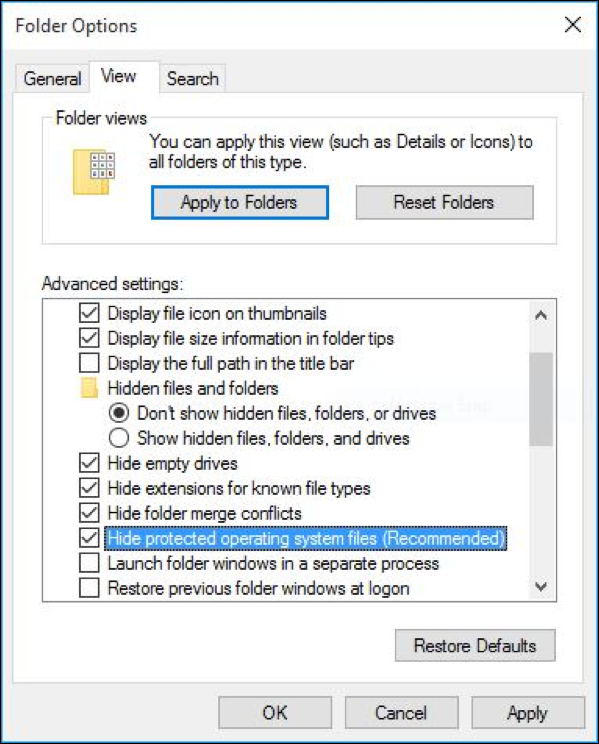 Folder Options
General
View
Search
Folder views
You can apply this view (such as Details or Icons) to
all folders of this type.
Apply to Folders
Reset Folders
Advanced settings:
Display file icon on thumbnails
Display file size information in folder tips
Display the full path in the title bar
Hidden files and folders
Don't show hidden files, folders, or drives
Show hidden files, folders, and drives
Hide empty drives
Hide extensions for known file types
Hide folder merge conflicts
Hide protected operating system files (Recommended)
Launch folder windows in a separate process
Restore previous folder windows at logon
Restore Defaults
OK
Cancel
Apply